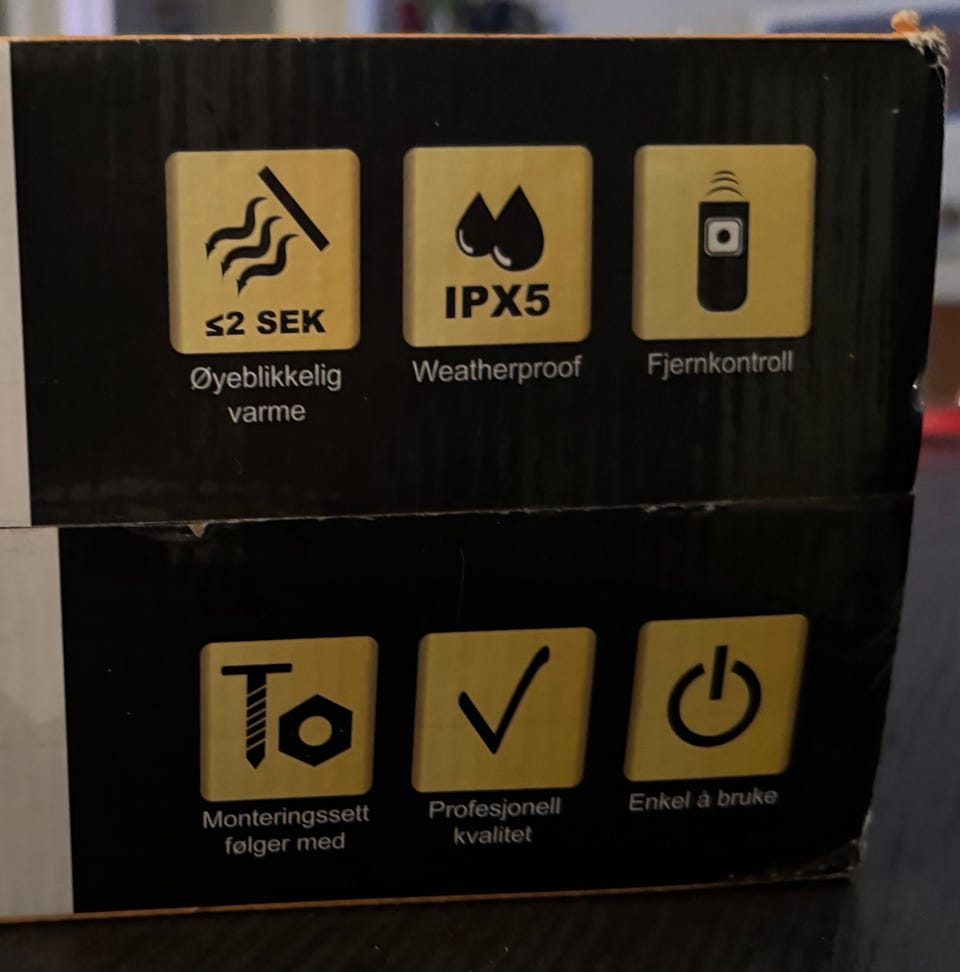 ≤2 SEK
Øyeblikkelig
varme
IPX5
Weatherproof
Fjernkontroll
Monteringssett
følger med
Profesjonell
kvalitet
Enkel å bruke